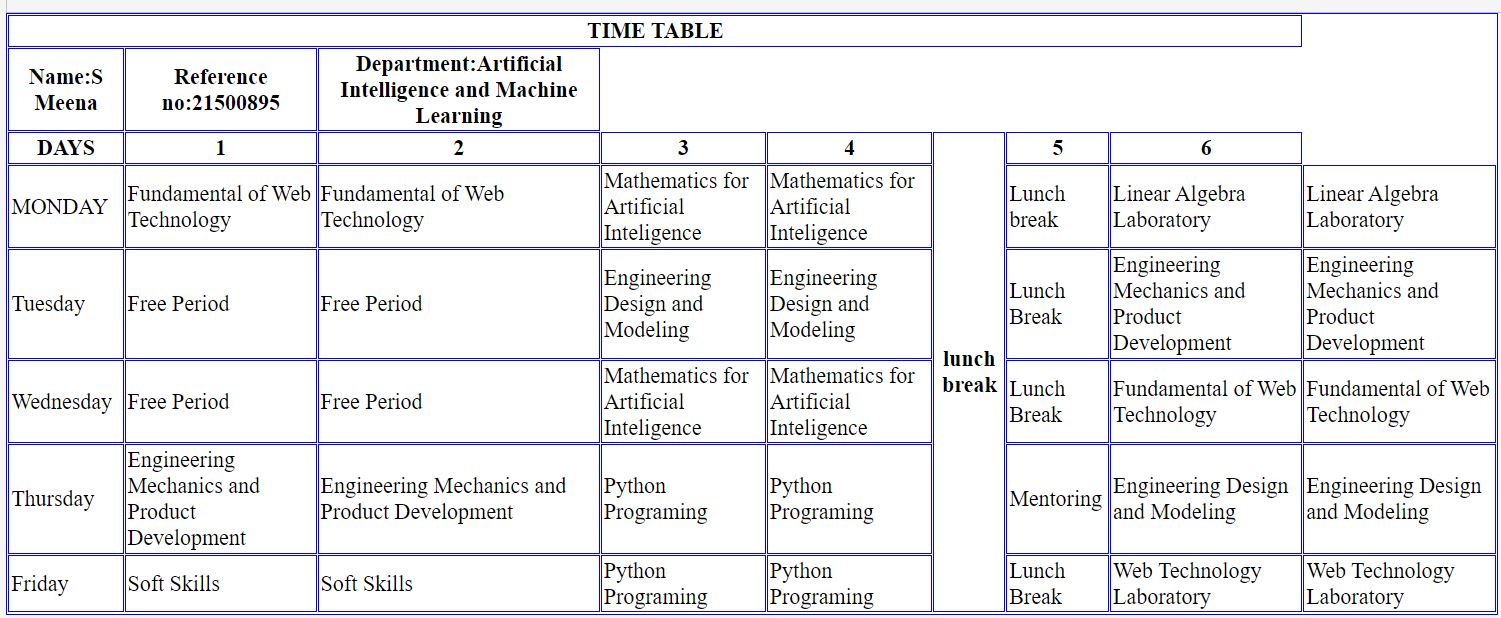 TIME TABLE
Name:S
Meena
Reference
no:21500895
Department:Artificial
Intelligence and Machine
Learning
DAYS
1
2
3
4
lunch
break
5
6
MONDAY
Fundamental of Web
Technology
Fundamental of Web
Technology
Mathematics for
Artificial
Inteligence
Mathematics for
Artificial
Inteligence
Lunch
break
Linear Algebra
Laboratory
Linear Algebra
Laboratory
Tuesday
Free Period
Free Period
Engineering
Design and
Modeling
Engineering
Design and
Modeling
Lunch
Break
Engineering
Mechanics and
Product
Development
Engineering
Mechanics and
Product
Development
Wednesday
Free Period
Free Period
Mathematics for
Artificial
Inteligence
Mathematics for
Artificial
Inteligence
Lunch
Break
Fundamental of Web
Technology
Fundamental of Web
Technology
Thursday
Engineering
Mechanics and
Product
Development
Engineering Mechanics and
Product Development
Python
Programing
Python
Programing
Mentoring
Engineering Design
and Modeling
Engineering Design
and Modeling
Friday
Soft Skills
Soft Skills
Python
Programing
Python
Programing
Lunch
Break
Web Technology
Laboratory
Web Technology
Laboratory